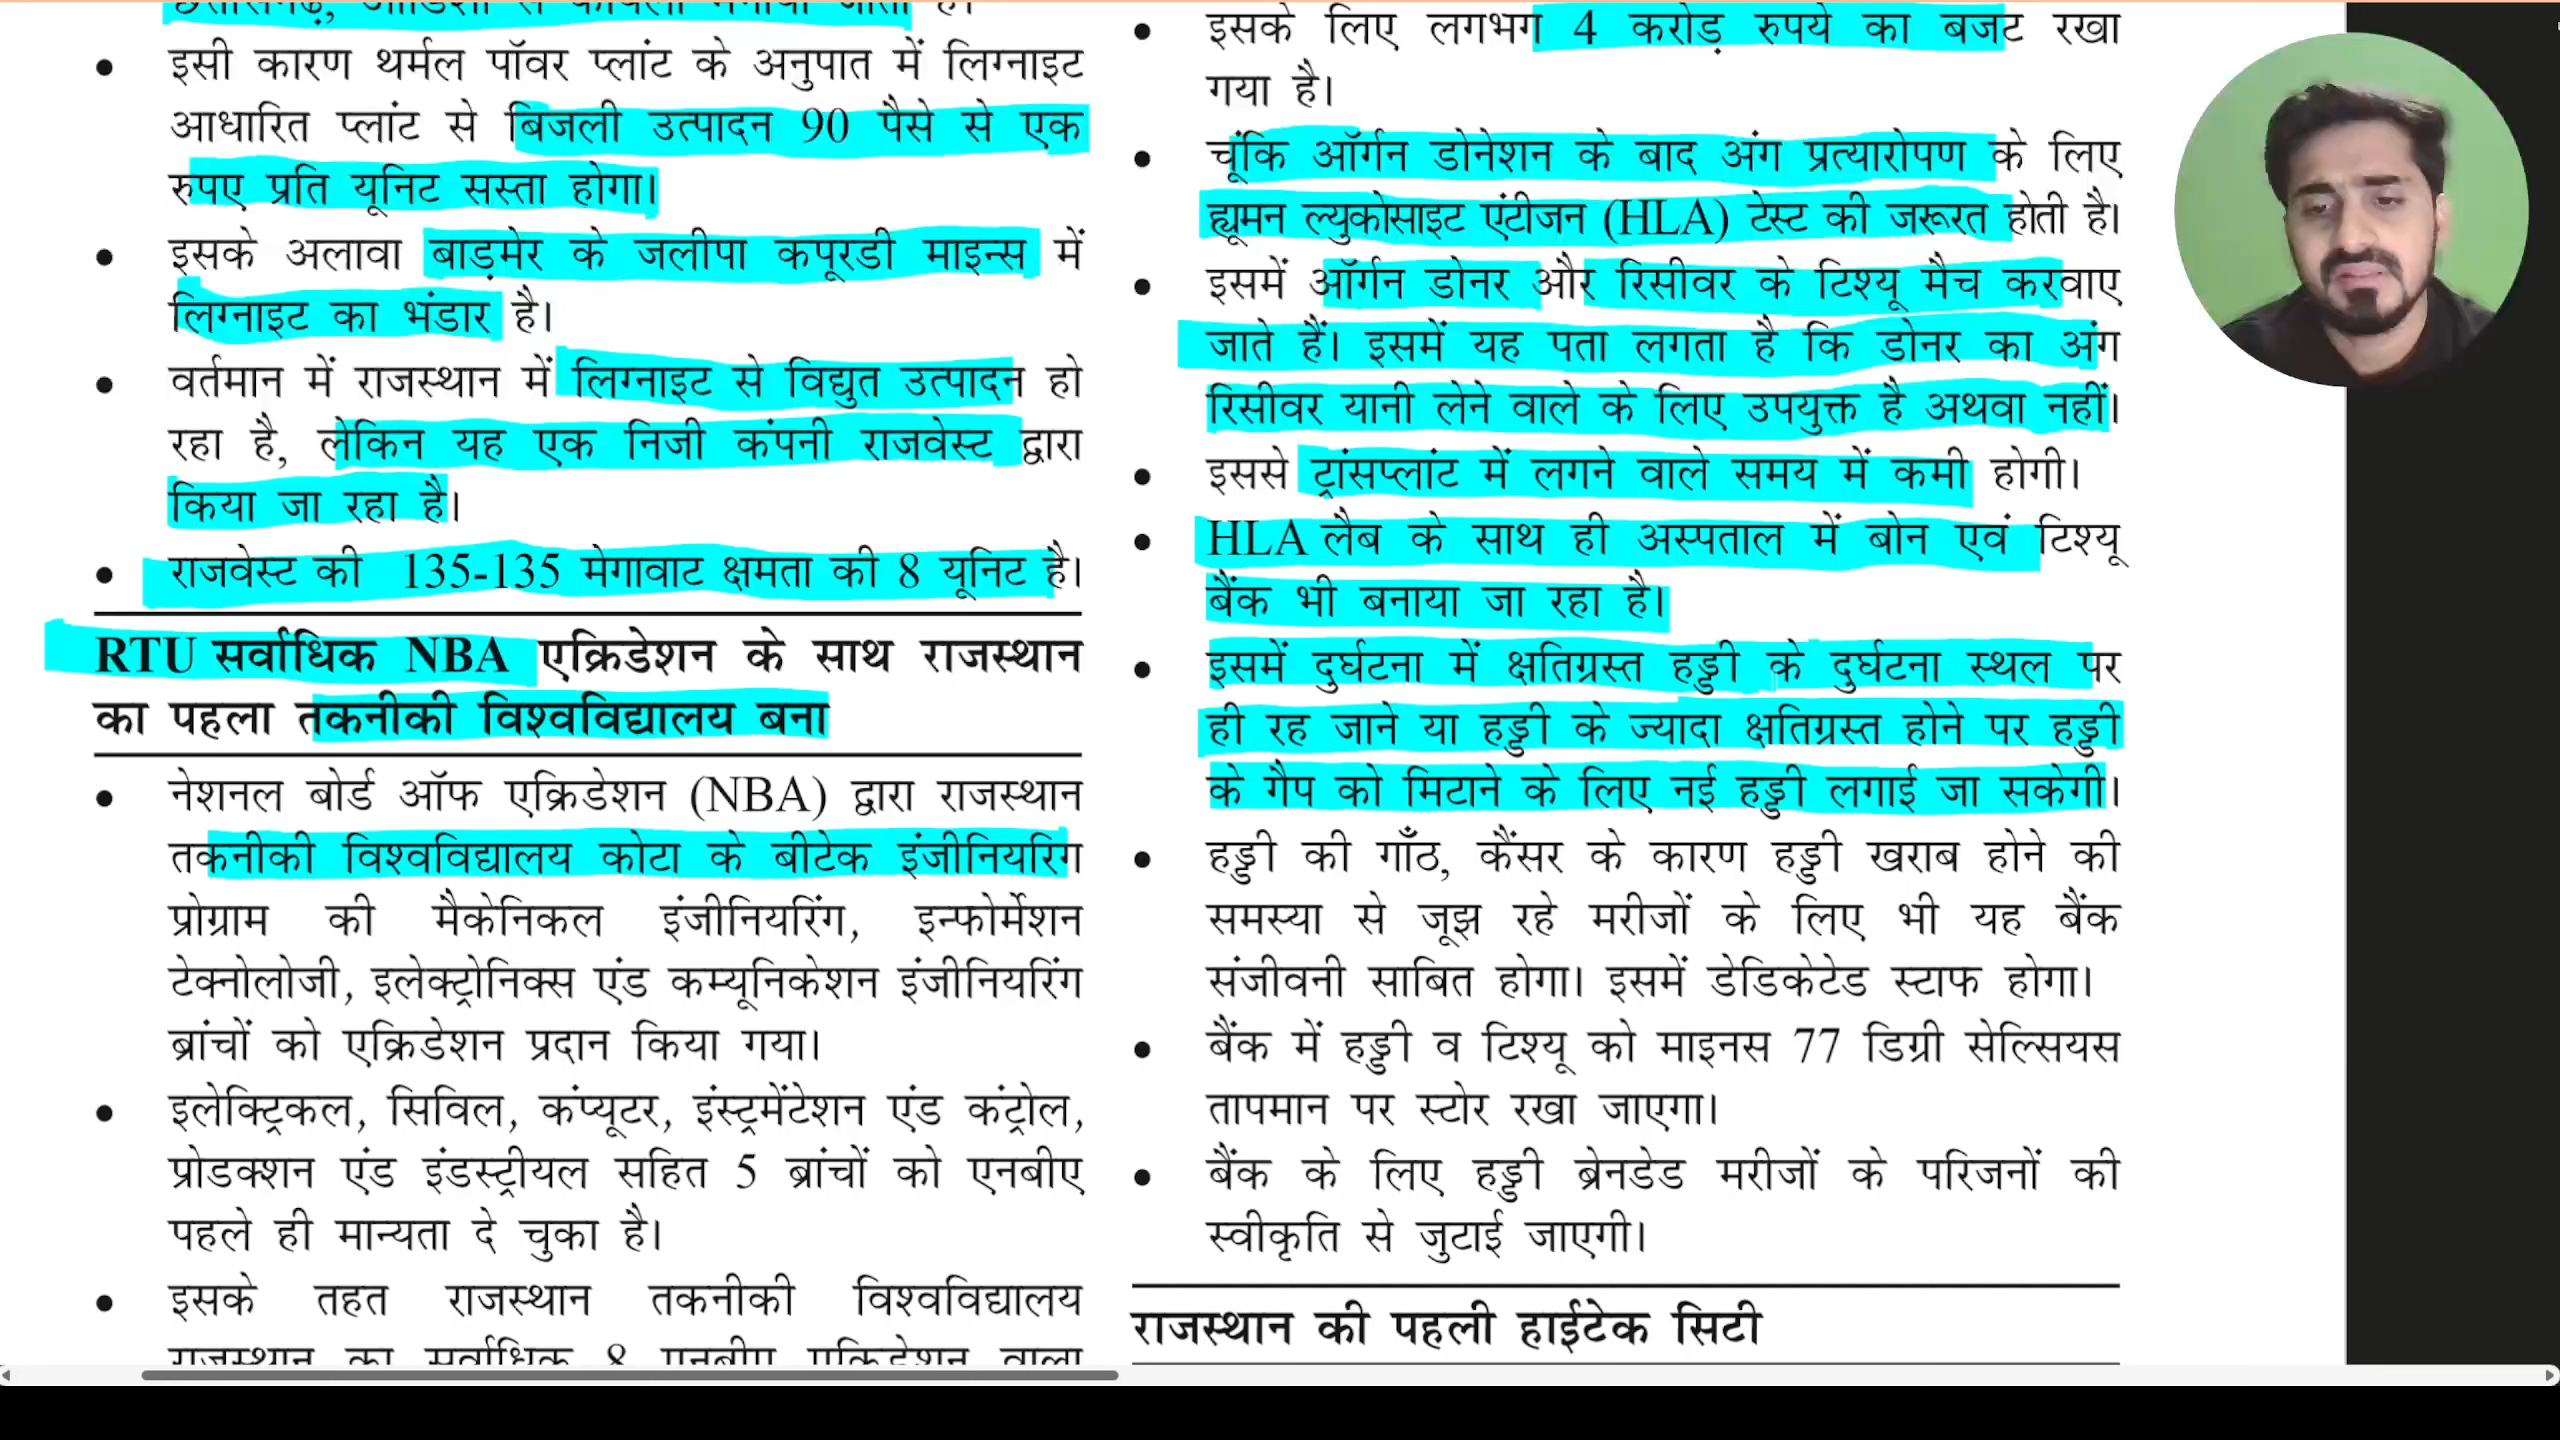 इसी कारण थर्मल पॉवर प्लांट के अनुपात में लिग्नाइट
आधारित प्लांट से बिजली उत्पादन 90 पैसे से एक
रुपए प्रति यूनिट सस्ता होगा।
इसके अलावा बाड़मेर के जलीपा कपूरडी माइन्स में
लिग्नाइट का भंडार है।
वर्तमान में राजस्थान में लिग्नाइट से विद्युत उत्पादन हो
रहा है, लेकिन यह एक निजी कंपनी राजवेस्ट द्वारा
किया जा रहा है।
राजवेस्ट की 135-135 मेगावाट क्षमता की 8 यूनिट है।
RTU सर्वाधिक NBA एक्रिडेशन के साथ राजस्थान
का पहला तकनीकी विश्वविद्यालय बना
नेशनल बोर्ड ऑफ एक्रिडेशन (NBA) द्वारा राजस्थान
तकनीकी विश्वविद्यालय कोटा के बीटेक इंजीनियरिंग
प्रोग्राम की मैकेनिकल इंजीनियरिंग, इन्फोर्मेशन
टेक्नोलोजी, इलेक्ट्रोनिक्स एंड कम्यूनिकेशन इंजीनियरिंग
ब्रांचों को एक्रिडेशन प्रदान किया गया।
इलेक्ट्रिकल, सिविल, कंप्यूटर, इंस्ट्रमेंटेशन एंड कंट्रोल,
प्रोडक्शन एंड इंडस्ट्रीयल सहित 5 ब्रांचों को एनबीए
पहले ही मान्यता दे चुका है।
इसके तहत राजस्थान तकनीकी विश्वविद्यालय
राजस्थान का सर्वाधिक 8 एनबीए एक्रिडेशन वाला
इसके लिए लगभग 4 करोड़ रुपये का बजट रखा
गया है।
चूंकि ऑर्गन डोनेशन के बाद अंग प्रत्यारोपण के लिए
ह्यूमन ल्युकोसाइट एंटीजन (HLA) टेस्ट की जरूरत होती है।
इसमें ऑर्गन डोनर और रिसीवर के टिश्यू मैच करवाए
जाते हैं। इसमें यह पता लगता है कि डोनर का अंग
रिसीवर यानी लेने वाले के लिए उपयुक्त है अथवा नहीं।
इससे ट्रांसप्लांट में लगने वाले समय में कमी होगी।
HLA लैब के साथ ही अस्पताल में बोन एवं टिश्यू
बैंक भी बनाया जा रहा है।
इसमें दुर्घटना में क्षतिग्रस्त हड्डी के दुर्घटना स्थल पर
ही रह जाने या हड्डी के ज्यादा क्षतिग्रस्त होने पर हड्डी
के गैप को मिटाने के लिए नई हड्डी लगाई जा सकेगी।
हड्डी की गाँठ, कैंसर के कारण हड्डी खराब होने की
समस्या से जूझ रहे मरीजों के लिए भी यह बैंक
संजीवनी साबित होगा। इसमें डेडिकेटेड स्टाफ होगा।
बैंक में हड्डी व टिश्यू को माइनस 77 डिग्री सेल्सियस
तापमान पर स्टोर रखा जाएगा।
बैंक के लिए हड्डी ब्रेनडेड मरीजों के परिजनों की
स्वीकृति से जुटाई जाएगी।
राजस्थान की पहली हाईटेक सिटी